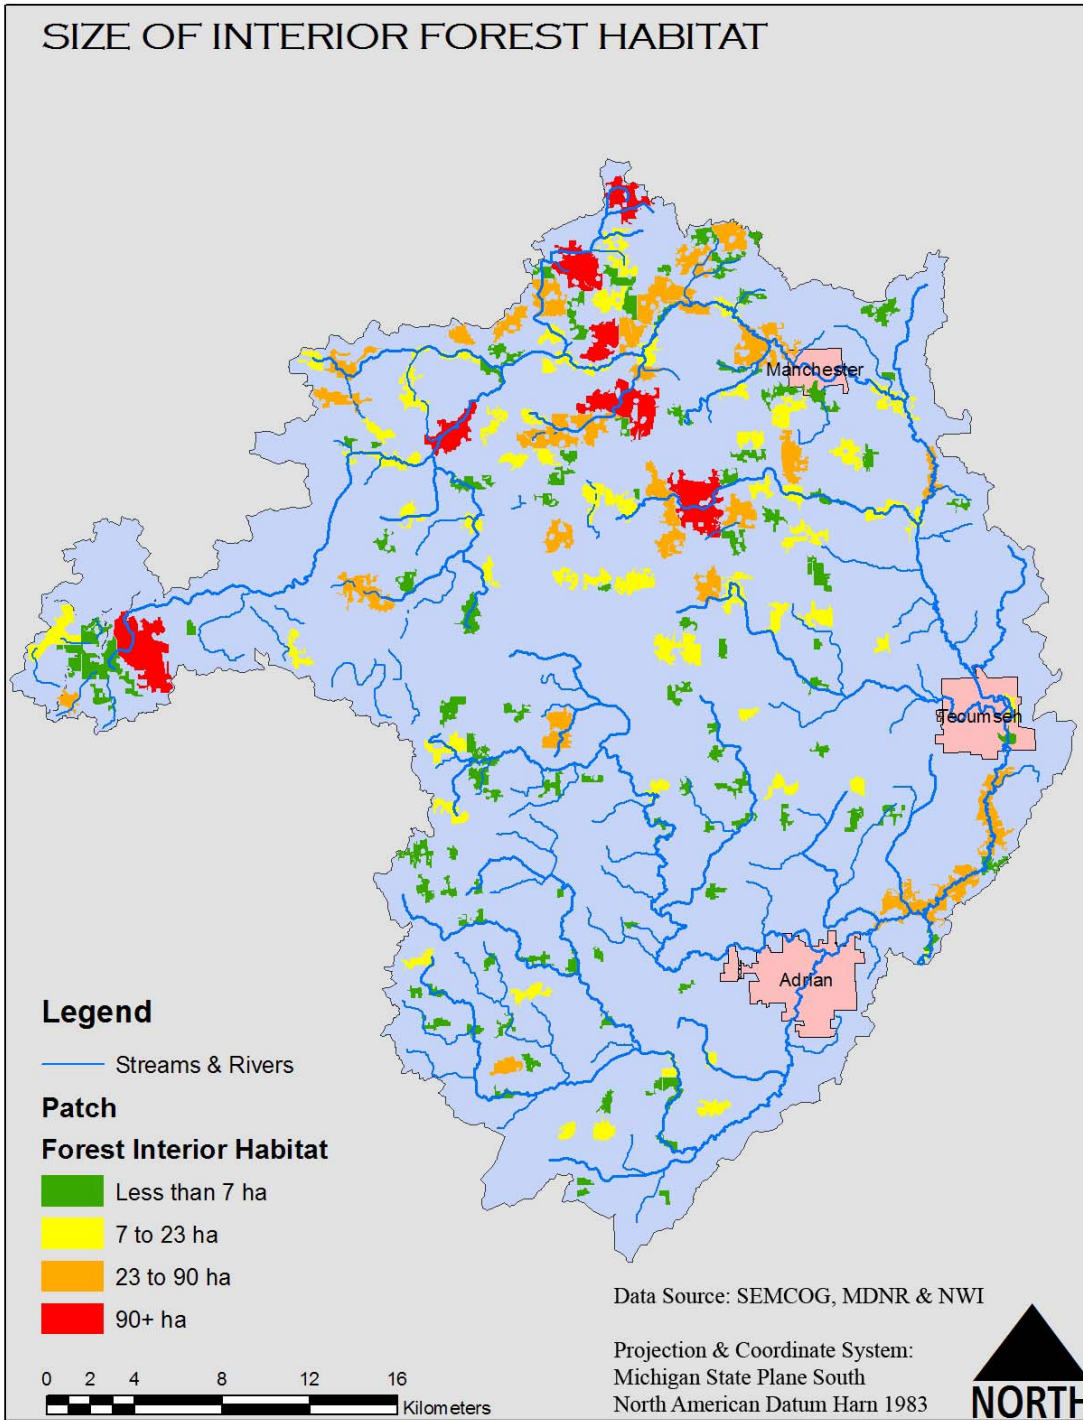 SIZE OF INTERIOR FOREST HABITAT
Manchester
Tecumseh
Adrian
Legend
Streams & Rivers
Patch
Forest Interior Habitat
Less than 7 ha
7 to 23 ha
23 to 90 ha
90+ ha
0 2 4 8 12 16
Kilometers
Data Source: SEMCOG, MDNR & NWI
Projection & Coordinate System:
Michigan State Plane South
North American Datum Harn 1983
NORTH